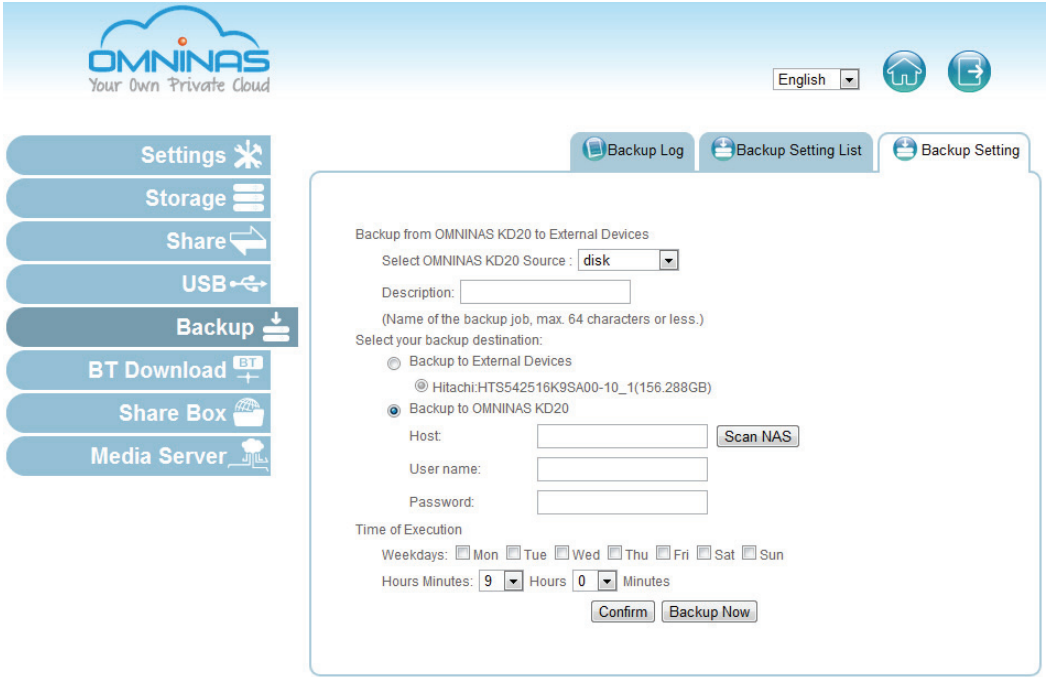 OMNINAS
Your Own Private Cloud
English
Settings
Storage
Share
USB
Backup
BT Download BT
Share Box
Media Server
Backup Log Backup Setting List Backup Setting
Backup from OMNINAS KD20 to External Devices
Select OMNINAS KD20 Source : disk
Description:
(Name of the backup job, max. 64 characters or less.)
Select your backup destination:
Backup to External Devices
Hitachi:HTS542516K9SA00-10_1(156.288GB)
Backup to OMNINAS KD20
Host: Scan NAS
User name:
Password:
Time of Execution
Weekdays: Mon Tue Wed Thu Fri Sat Sun
Hours Minutes: 9 Hours 0 Minutes
Confirm Backup Now